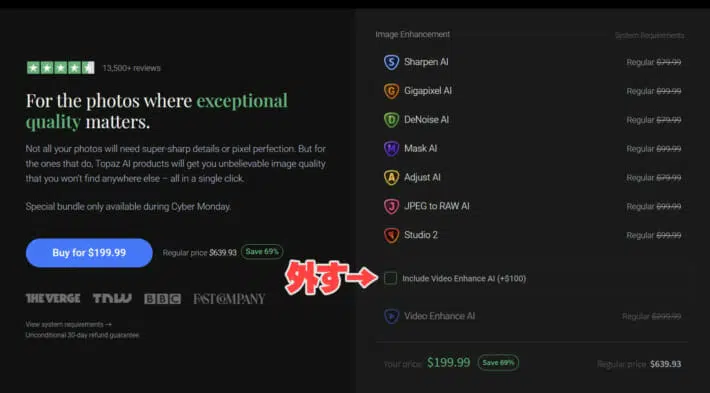 13,500+ reviews
For the photos where exceptional
quality matters.
Not all your photos will need super-sharp details or pixel perfection. But for
the ones that do, Topaz AI products will get you unbelievable image quality
that you won't find anywhere else – all in a single click.
Special bundle only available during Cyber Monday.
Buy for $199.99
Regular price $639.93
Save 69%
THE VERGE TNW BBC FAST COMPANY
View system requirements →
Unconditional 30-day refund guarantee
Image Enhancement
System Requirements
S Sharpen AI Regular $79.99
G Gigapixel AI Regular $99.99
D DeNoise AI Regular $79.99
M Mask AI Regular $99.99
A Adjust AI Regular $79.99
J JPEG to RAW AI Regular $99.99
Studio 2 Regular $99.99
外す→
Include Video Enhance AI (+$100)
Video Enhance AI Regular $299.99
Your price: $199.99 Save 69% Regular price: $639.93